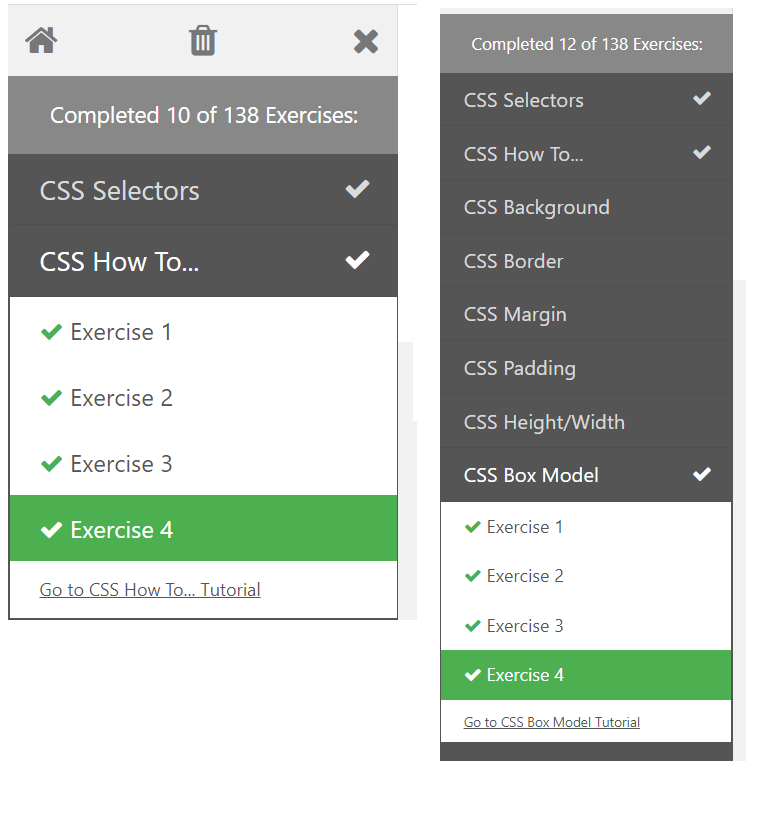 Completed 10 of 138 Exercises:
CSS Selectors
CSS How To...
Exercise 1
Exercise 2
Exercise 3
Exercise 4
Go to CSS How To... Tutorial
Completed 12 of 138 Exercises:
CSS Selectors
CSS How To...
CSS Background
CSS Border
CSS Margin
CSS Padding
CSS Height/Width
CSS Box Model
Exercise 1
Exercise 2
Exercise 3
Exercise 4
Go to CSS Box Model Tutorial